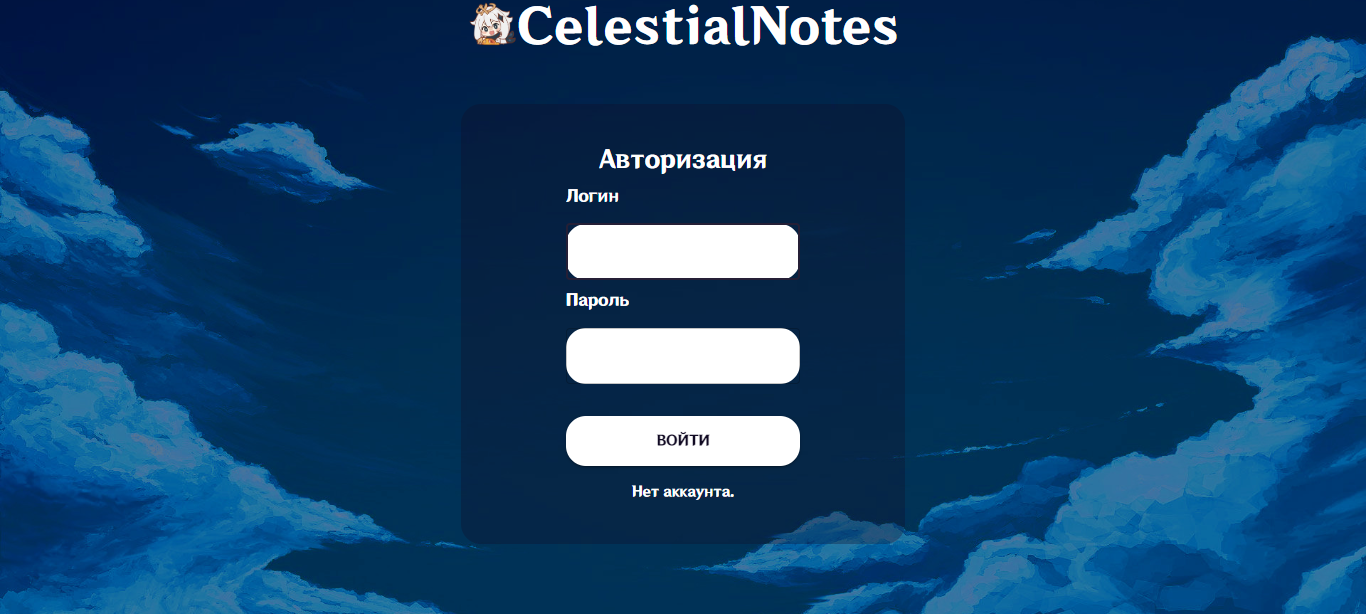 CelestialNotes
Авторизация
Логин
Пароль
ВОЙТИ
Нет аккаунта.